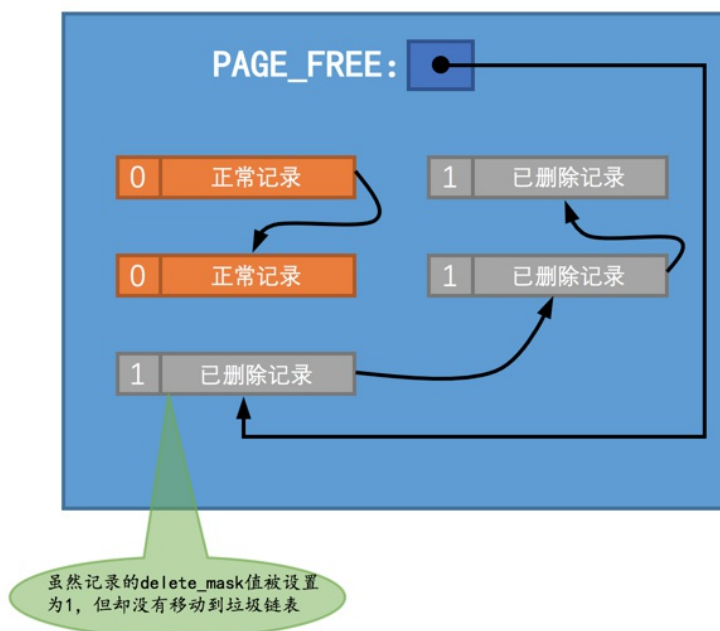 PAGE_FREE:
0 正常记录
1 已删除记录
0 正常记录
1 已删除记录
1 已删除记录
虽然记录的delete_mask值被设置
为1, 但却没有移动到垃圾链表